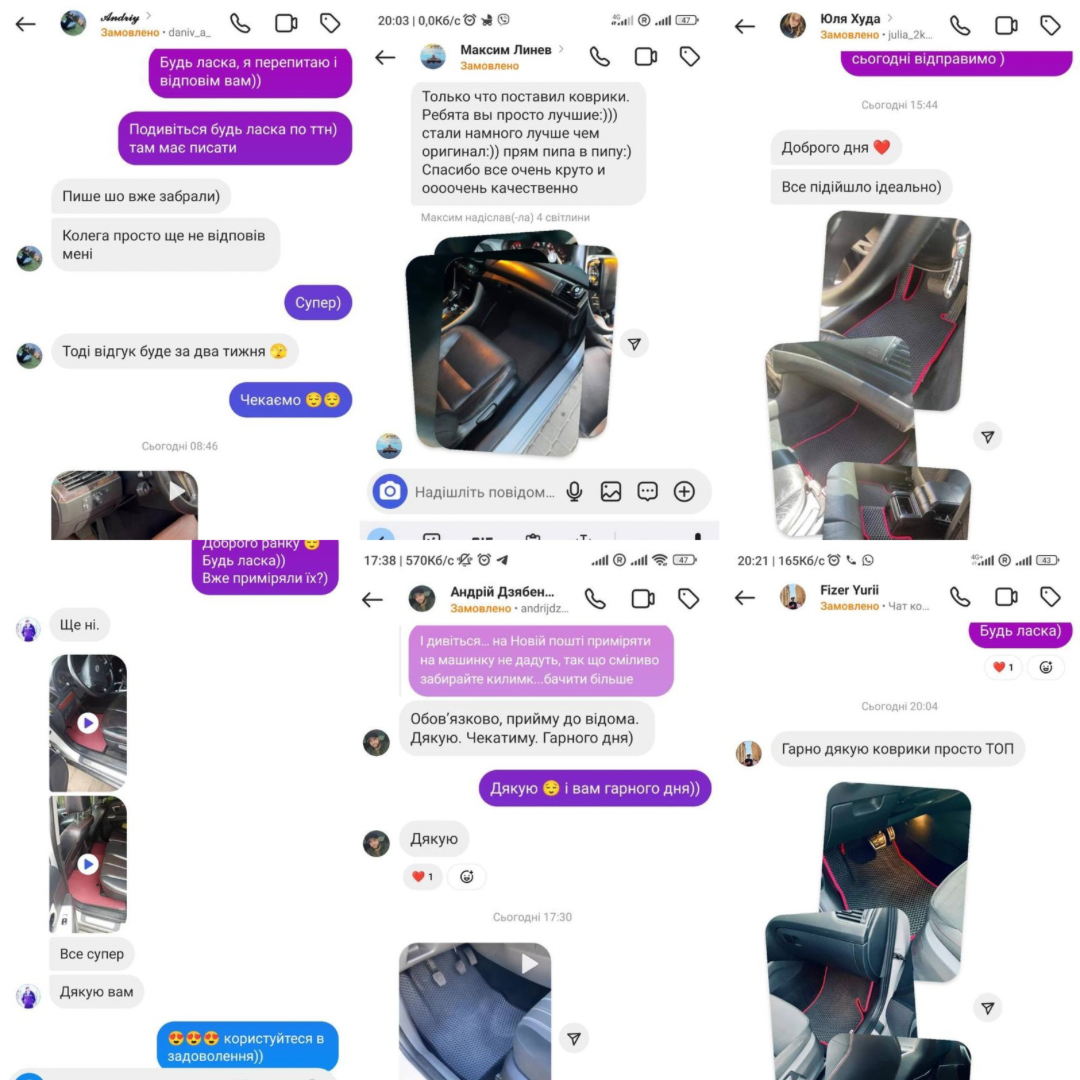 Andriy
Замовлено • daniv_a_
Будь ласка, я перепитаю і
відповім вам))
Подивіться будь ласка по ттн)
там має писати
Пише шо вже забрали)
Колега просто ще не відповів
мені
Супер)
Тоді відгук буде за два тижня 🫣
Чекаємо 😌😌
Сьогодні 08:46
20:03 | 0,0Кб/с
4G
47
Максим Линев
Замовлено
Только что поставил коврики.
Ребята вы просто лучшие:)))
стали намного лучше чем
оригинал:)) прям пипа в пипу:)
Спасибо все очень круто и
оооочень качественно
Максим надіслав(-ла) 4 світлини
Надішліть повідом...
Юля Худа
Замовлено • julia_2k...
сьогодні відправимо )
Сьогодні 15:44
Доброго дня ❤️
Все підійшло ідеально)
Доброго ранку 😌
Будь ласка))
Вже приміряли їх?)
Ще ні.
Все супер
Дякую вам
😍😍😍 користуйтеся в
задоволення))
17:38 | 570Кб/с
47
Андрій Дзябен...
Замовлено • andrijdz...
І дивіться... на Новій пошті приміряти
на машинку не дадуть, так що сміливо
забирайте килимк...бачити більше
Обов’язково, прийму до відома.
Дякую. Чекатиму. Гарного дня)
Дякую 😌 і вам гарного дня))
Дякую
❤️ 1
Сьогодні 17:30
20:21 | 165Кб/с
4G+
43
Fizer Yurii
Замовлено • Чат ко...
Будь ласка)
❤️ 1
Сьогодні 20:04
Гарно дякую коврики просто ТОП